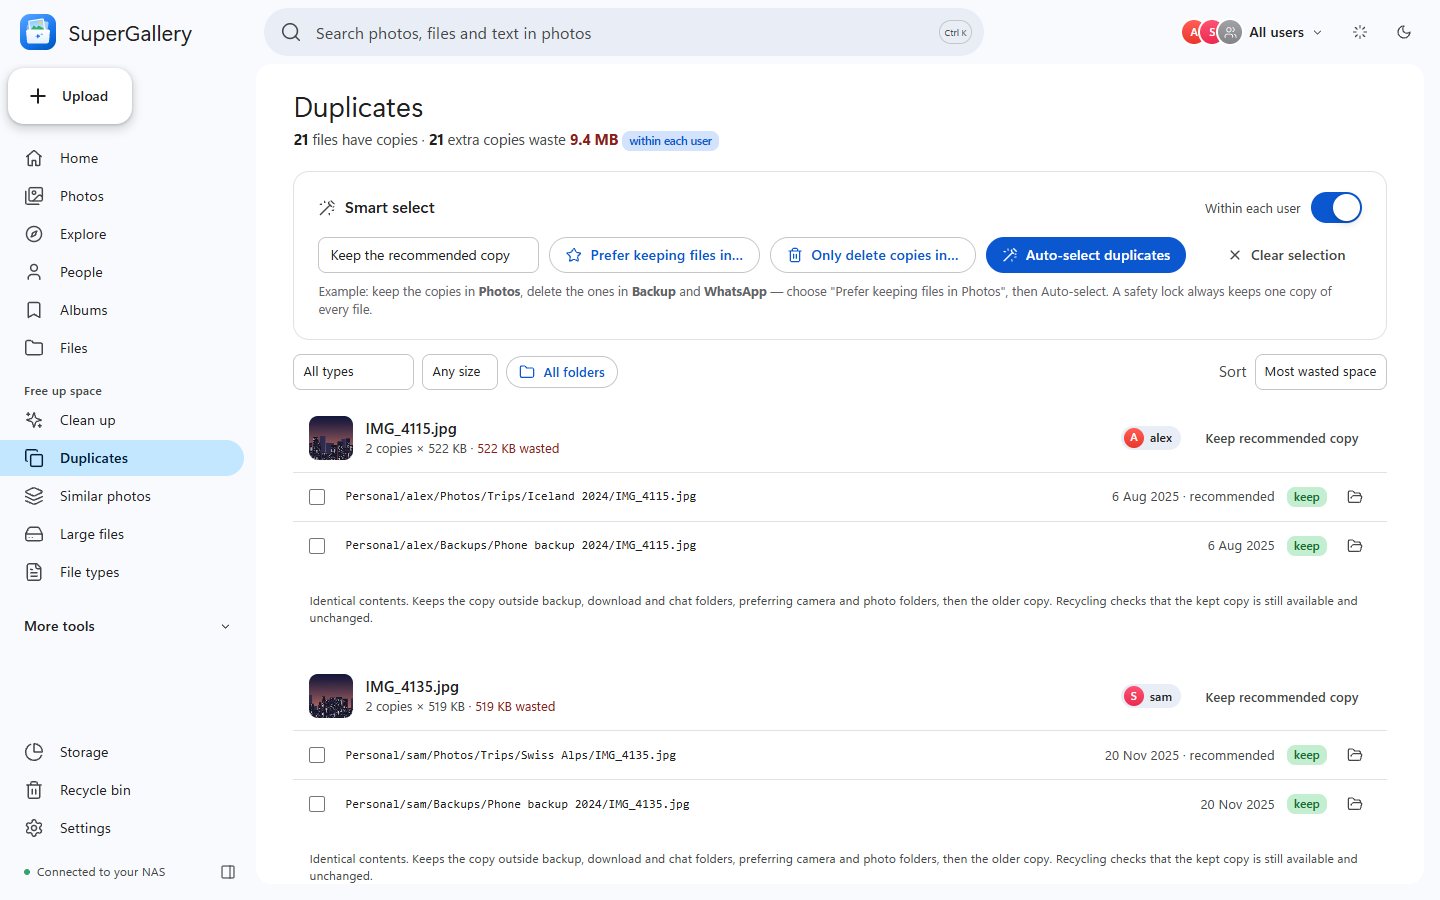 SuperGallery
Search photos, files and text in photos
Ctrl K
A S All users
Upload
Home
Photos
Explore
People
Albums
Files
Free up space
Clean up
Duplicates
Similar photos
Large files
File types
More tools
Storage
Recycle bin
Settings
Connected to your NAS
Duplicates
21 files have copies · 21 extra copies waste 9.4 MB within each user
Smart select
Within each user
Keep the recommended copy
Prefer keeping files in...
Only delete copies in...
Auto-select duplicates
Clear selection
Example: keep the copies in Photos, delete the ones in Backup and WhatsApp — choose "Prefer keeping files in Photos", then Auto-select. A safety lock always keeps one copy of
every file.
All types
Any size
All folders
Sort
Most wasted space
IMG_4115.jpg
2 copies × 522 KB · 522 KB wasted
A alex
Keep recommended copy
Personal/alex/Photos/Trips/Iceland 2024/IMG_4115.jpg
6 Aug 2025 · recommended
keep
Personal/alex/Backups/Phone backup 2024/IMG_4115.jpg
6 Aug 2025
keep
Identical contents. Keeps the copy outside backup, download and chat folders, preferring camera and photo folders, then the older copy. Recycling checks that the kept copy is still available and
unchanged.
IMG_4135.jpg
2 copies × 519 KB · 519 KB wasted
S sam
Keep recommended copy
Personal/sam/Photos/Trips/Swiss Alps/IMG_4135.jpg
20 Nov 2025 · recommended
keep
Personal/sam/Backups/Phone backup 2024/IMG_4135.jpg
20 Nov 2025
keep
Identical contents. Keeps the copy outside backup, download and chat folders, preferring camera and photo folders, then the older copy. Recycling checks that the kept copy is still available and
unchanged.